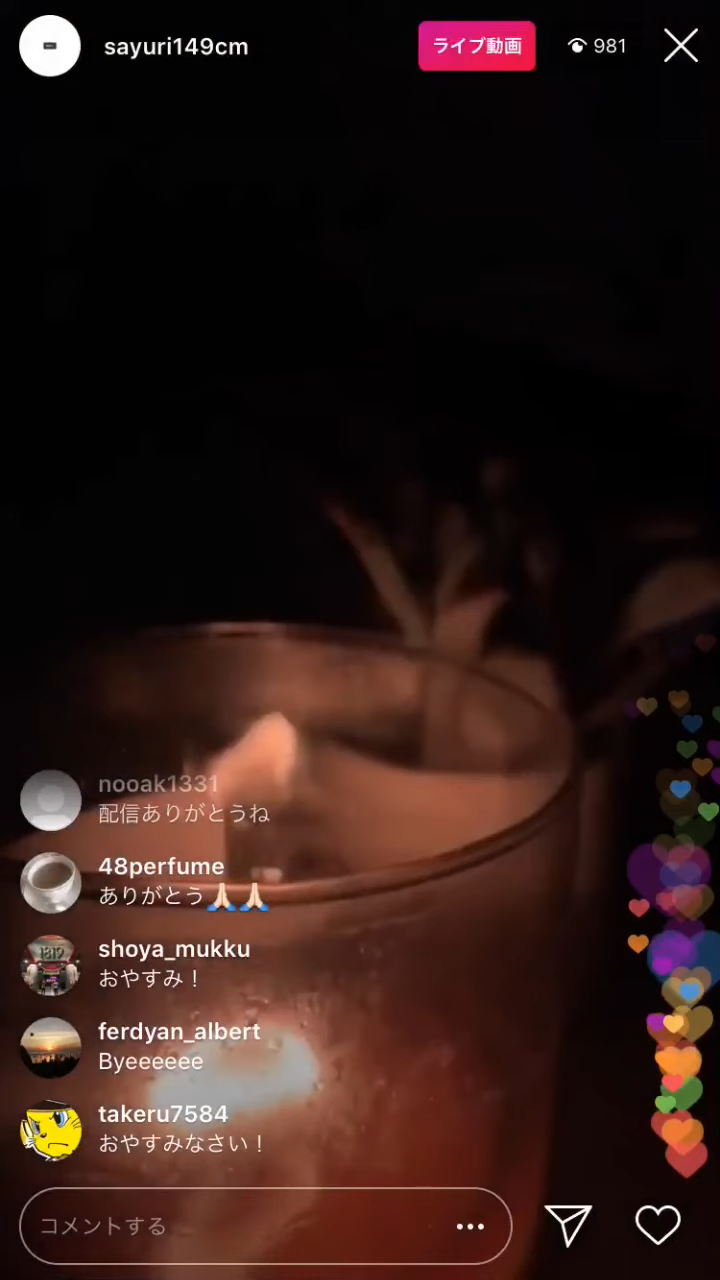 sayuri149cm
ライブ動画
981
nooak1331
配信ありがとうね
48perfume
ありがとう🙏🏻🙏🏻
shoya_mukku
おやすみ！
ferdyan_albert
Byeeeeee
takeru7584
おやすみなさい！
コメントする